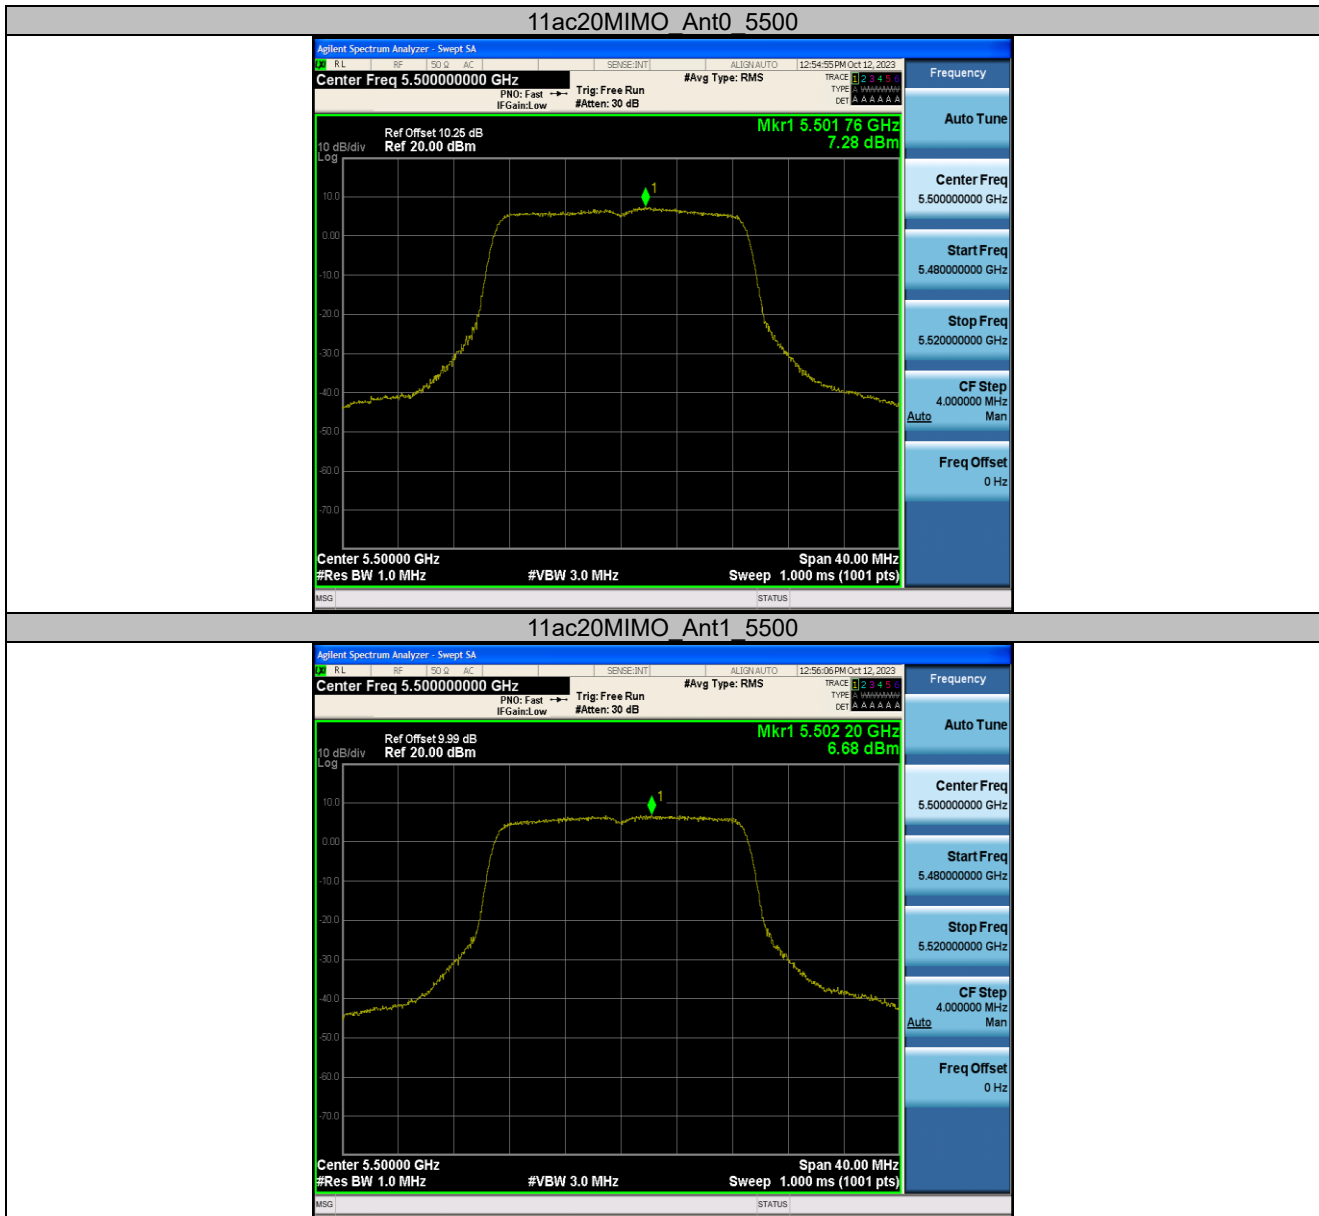 11ac20MIMO_Ant0_5500
Agilent Spectrum Analyzer - Swept SA
RL RF 50 Ω AC SENSE:INT ALIGN AUTO 12:54:55 PM Oct 12, 2023
Center Freq 5.500000000 GHz #Avg Type: RMS TRACE 1 2 3 4 5 6
PNO: Fast Trig: Free Run TYPE A
IFGain:Low #Atten: 30 dB DET A A A A A A
Frequency
Auto Tune
Mkr1 5.501 76 GHz
7.28 dBm
Ref Offset 10.25 dB
10 dB/div Ref 20.00 dBm
Log
10.0
0.00
-10.0
-20.0
-30.0
-40.0
-50.0
-60.0
-70.0
1
Center Freq
5.500000000 GHz
Start Freq
5.480000000 GHz
Stop Freq
5.520000000 GHz
CF Step
4.000000 MHz
Auto Man
Freq Offset
0 Hz
Center 5.50000 GHz Span 40.00 MHz
#Res BW 1.0 MHz #VBW 3.0 MHz Sweep 1.000 ms (1001 pts)
MSG STATUS
11ac20MIMO_Ant1_5500
Agilent Spectrum Analyzer - Swept SA
RL RF 50 Ω AC SENSE:INT ALIGN AUTO 12:56:06 PM Oct 12, 2023
Center Freq 5.500000000 GHz #Avg Type: RMS TRACE 1 2 3 4 5 6
PNO: Fast Trig: Free Run TYPE A
IFGain:Low #Atten: 30 dB DET A A A A A A
Frequency
Auto Tune
Mkr1 5.502 20 GHz
6.68 dBm
Ref Offset 9.99 dB
10 dB/div Ref 20.00 dBm
Log
10.0
0.00
-10.0
-20.0
-30.0
-40.0
-50.0
-60.0
-70.0
1
Center Freq
5.500000000 GHz
Start Freq
5.480000000 GHz
Stop Freq
5.520000000 GHz
CF Step
4.000000 MHz
Auto Man
Freq Offset
0 Hz
Center 5.50000 GHz Span 40.00 MHz
#Res BW 1.0 MHz #VBW 3.0 MHz Sweep 1.000 ms (1001 pts)
MSG STATUS